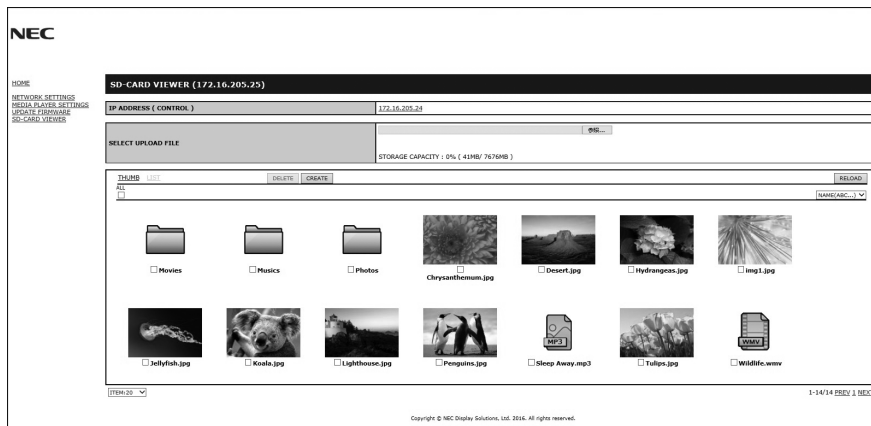 NEC
HOME
NETWORK SETTINGS
MEDIA PLAYER SETTINGS
UPDATE FIRMWARE
SD-CARD VIEWER
SD-CARD VIEWER (172.16.205.25)
IP ADDRESS ( CONTROL )
172.16.205.24
SELECT UPLOAD FILE
参照...
STORAGE CAPACITY : 0% ( 41MB/ 7676MB )
THUMB LIST DELETE CREATE RELOAD
ALL
NAME(ABC...)
Movies Musics Photos Chrysanthemum.jpg Desert.jpg Hydrangeas.jpg img1.jpg
MP3 WMV
Jellyfish.jpg Koala.jpg Lighthouse.jpg Penguins.jpg Sleep Away.mp3 Tulips.jpg Wildlife.wmv
ITEM:20 1-14/14 PREV 1 NEXT
Copyright © NEC Display Solutions, Ltd. 2016. All rights reserved.